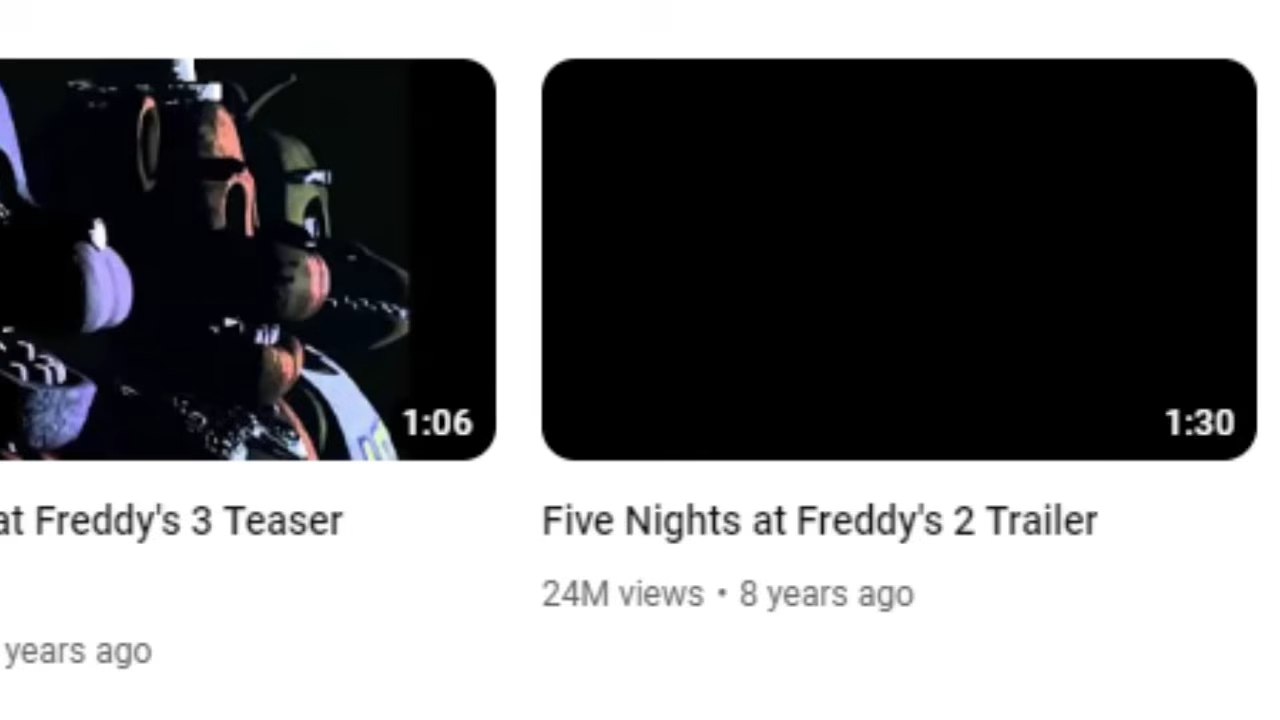 1:06
1:30
at Freddy's 3 Teaser
Five Nights at Freddy's 2 Trailer
24M views • 8 years ago
years ago